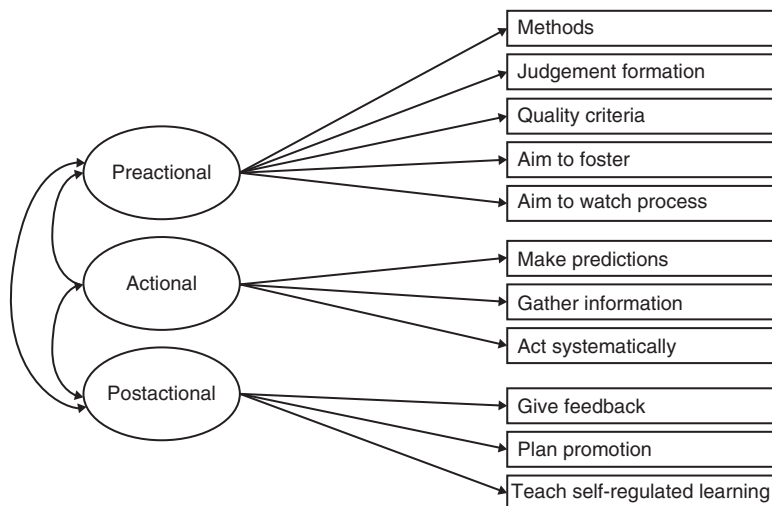 Methods
Judgement formation
Quality criteria
Aim to foster
Aim to watch process
Preactional
Make predictions
Gather information
Act systematically
Actional
Give feedback
Plan promotion
Teach self-regulated learning
Postactional